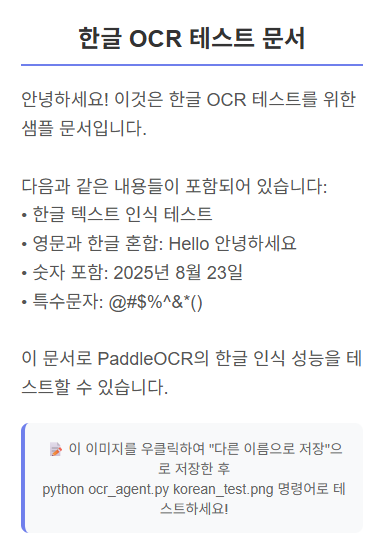 한글 OCR 테스트 문서
안녕하세요! 이것은 한글 OCR 테스트를 위한
샘플 문서입니다.
다음과 같은 내용들이 포함되어 있습니다:
• 한글 텍스트 인식 테스트
• 영문과 한글 혼합: Hello 안녕하세요
• 숫자 포함: 2025년 8월 23일
• 특수문자: @#$%^&*()
이 문서로 PaddleOCR의 한글 인식 성능을 테
스트할 수 있습니다.
📝 이 이미지를 우클릭하여 "다른 이름으로 저장"으
로 저장한 후
python ocr_agent.py korean_test.png 명령어로 테
스트하세요!